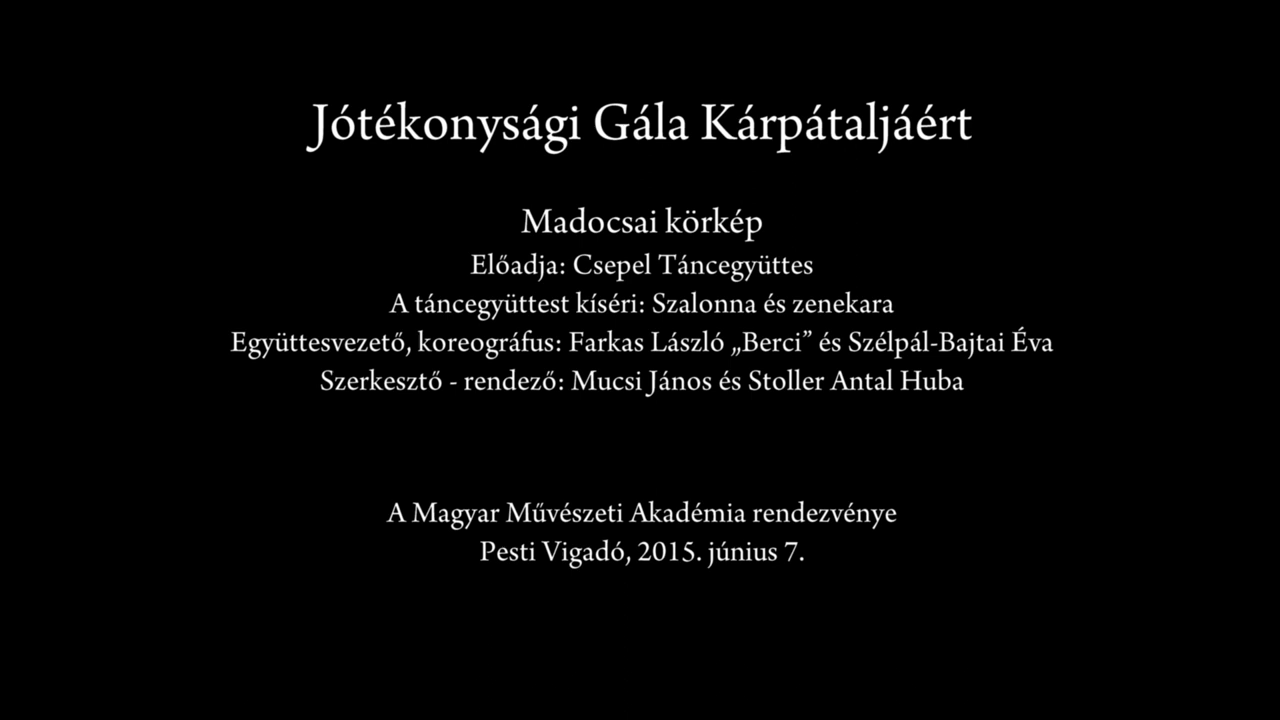 Jótékonysági Gála Kárpátaljáért
Madocsai körkép
Előadja: Csepel Táncegyüttes
A táncegyüttest kíséri: Szalonna és zenekara
Együttesvezető, koreográfus: Farkas László „Berci” és Szélpál-Bajtai Éva
Szerkesztő - rendező: Mucsi János és Stoller Antal Huba
A Magyar Művészeti Akadémia rendezvénye
Pesti Vigadó, 2015. június 7.